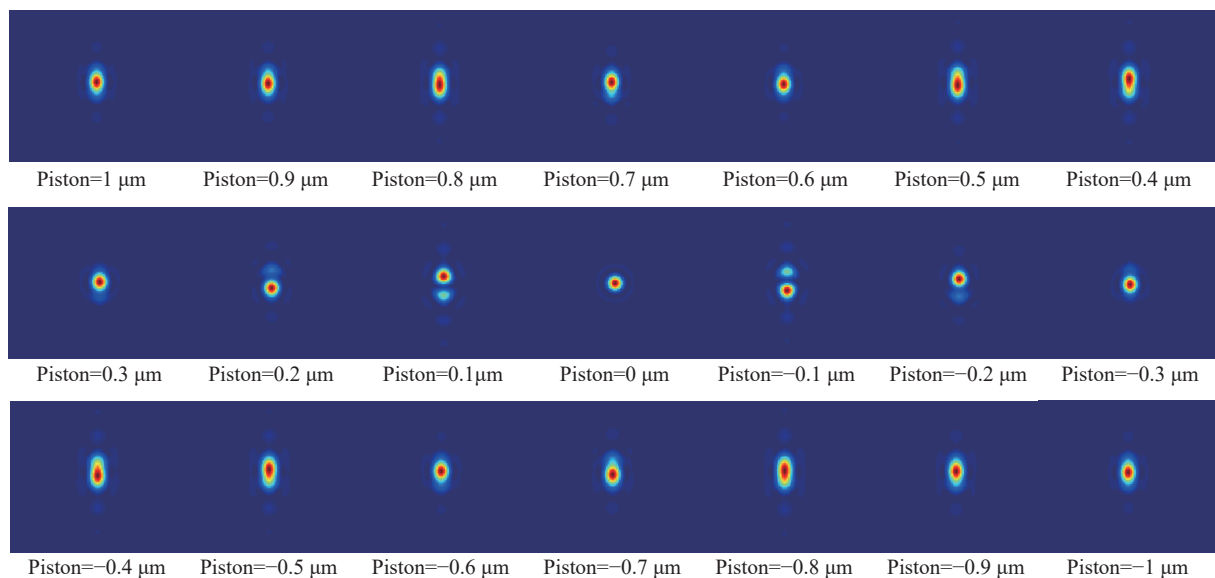 Piston=1 μm Piston=0.9 μm Piston=0.8 μm Piston=0.7 μm Piston=0.6 μm Piston=0.5 μm Piston=0.4 μm
Piston=0.3 μm Piston=0.2 μm Piston=0.1μm Piston=0 μm Piston=−0.1 μm Piston=−0.2 μm Piston=−0.3 μm
Piston=−0.4 μm Piston=−0.5 μm Piston=−0.6 μm Piston=−0.7 μm Piston=−0.8 μm Piston=−0.9 μm Piston=−1 μm